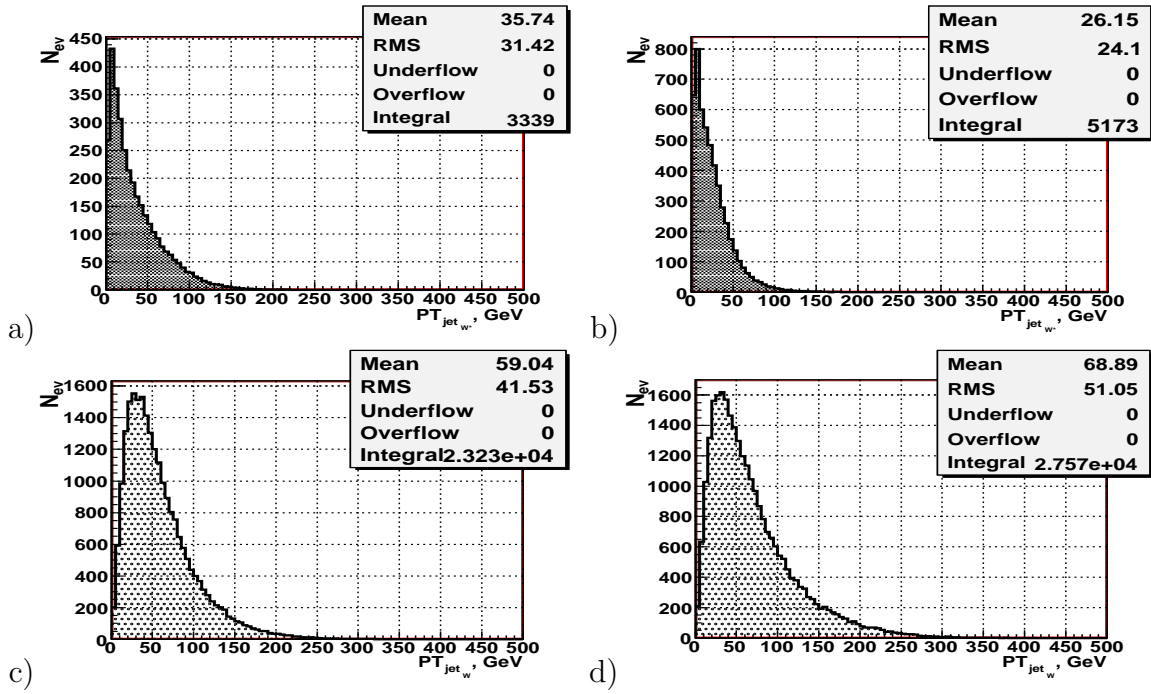 Mean 35.74
RMS 31.42
Underflow 0
Overflow 0
Integral 3339
N_ev
450
400
350
300
250
200
150
100
50
0
0 50 100 150 200 250 300 350 400 450 500
PT_jet_w*, GeV
a)
Mean 26.15
RMS 24.1
Underflow 0
Overflow 0
Integral 5173
N_ev
800
700
600
500
400
300
200
100
0
0 50 100 150 200 250 300 350 400 450 500
PT_jet_w*, GeV
b)
Mean 59.04
RMS 41.53
Underflow 0
Overflow 0
Integral 2.323e+04
N_ev
1600
1400
1200
1000
800
600
400
200
0
0 50 100 150 200 250 300 350 400 450 500
PT_jet_w, GeV
c)
Mean 68.89
RMS 51.05
Underflow 0
Overflow 0
Integral 2.757e+04
N_ev
1600
1400
1200
1000
800
600
400
200
0
0 50 100 150 200 250 300 350 400 450 500
PT_jet_w, GeV
d)